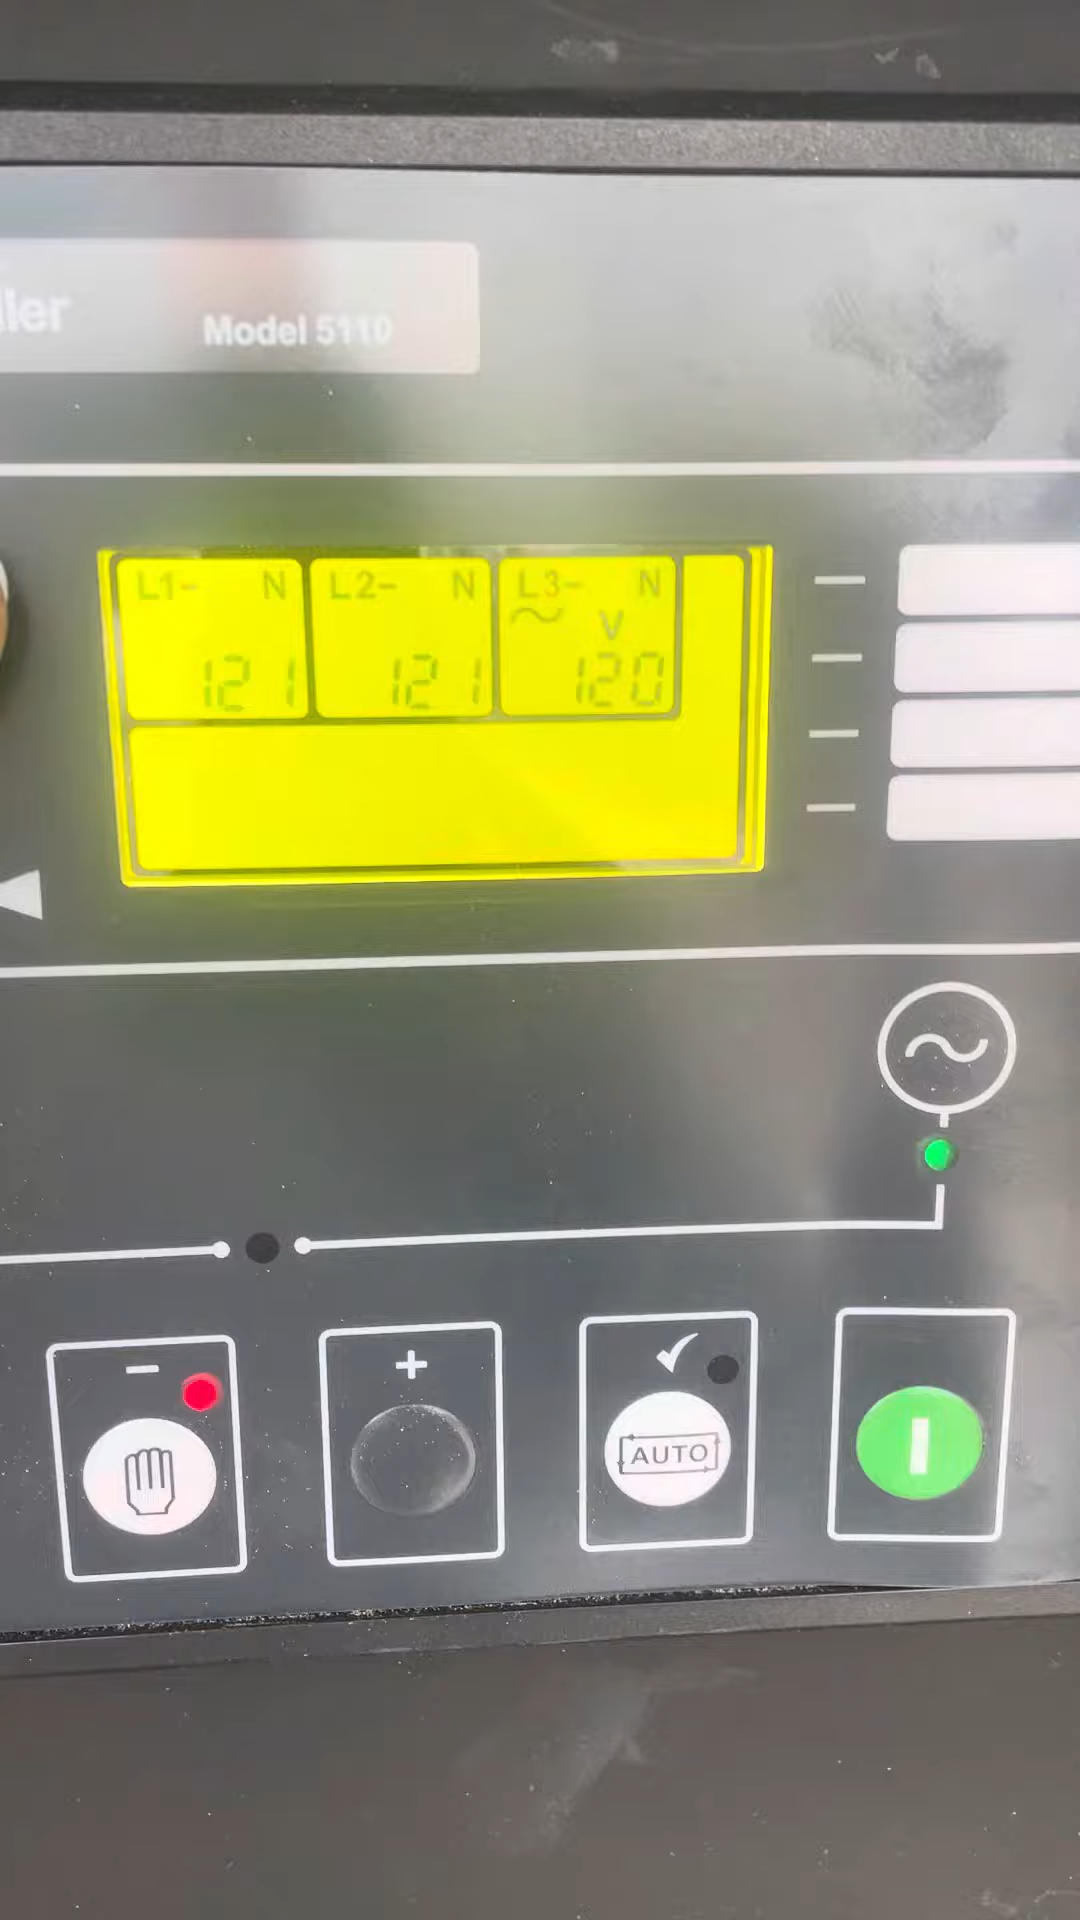 ller
Model 5110
L1- N L2- N L3- N
V
121 121 120
- + ✓
AUTO